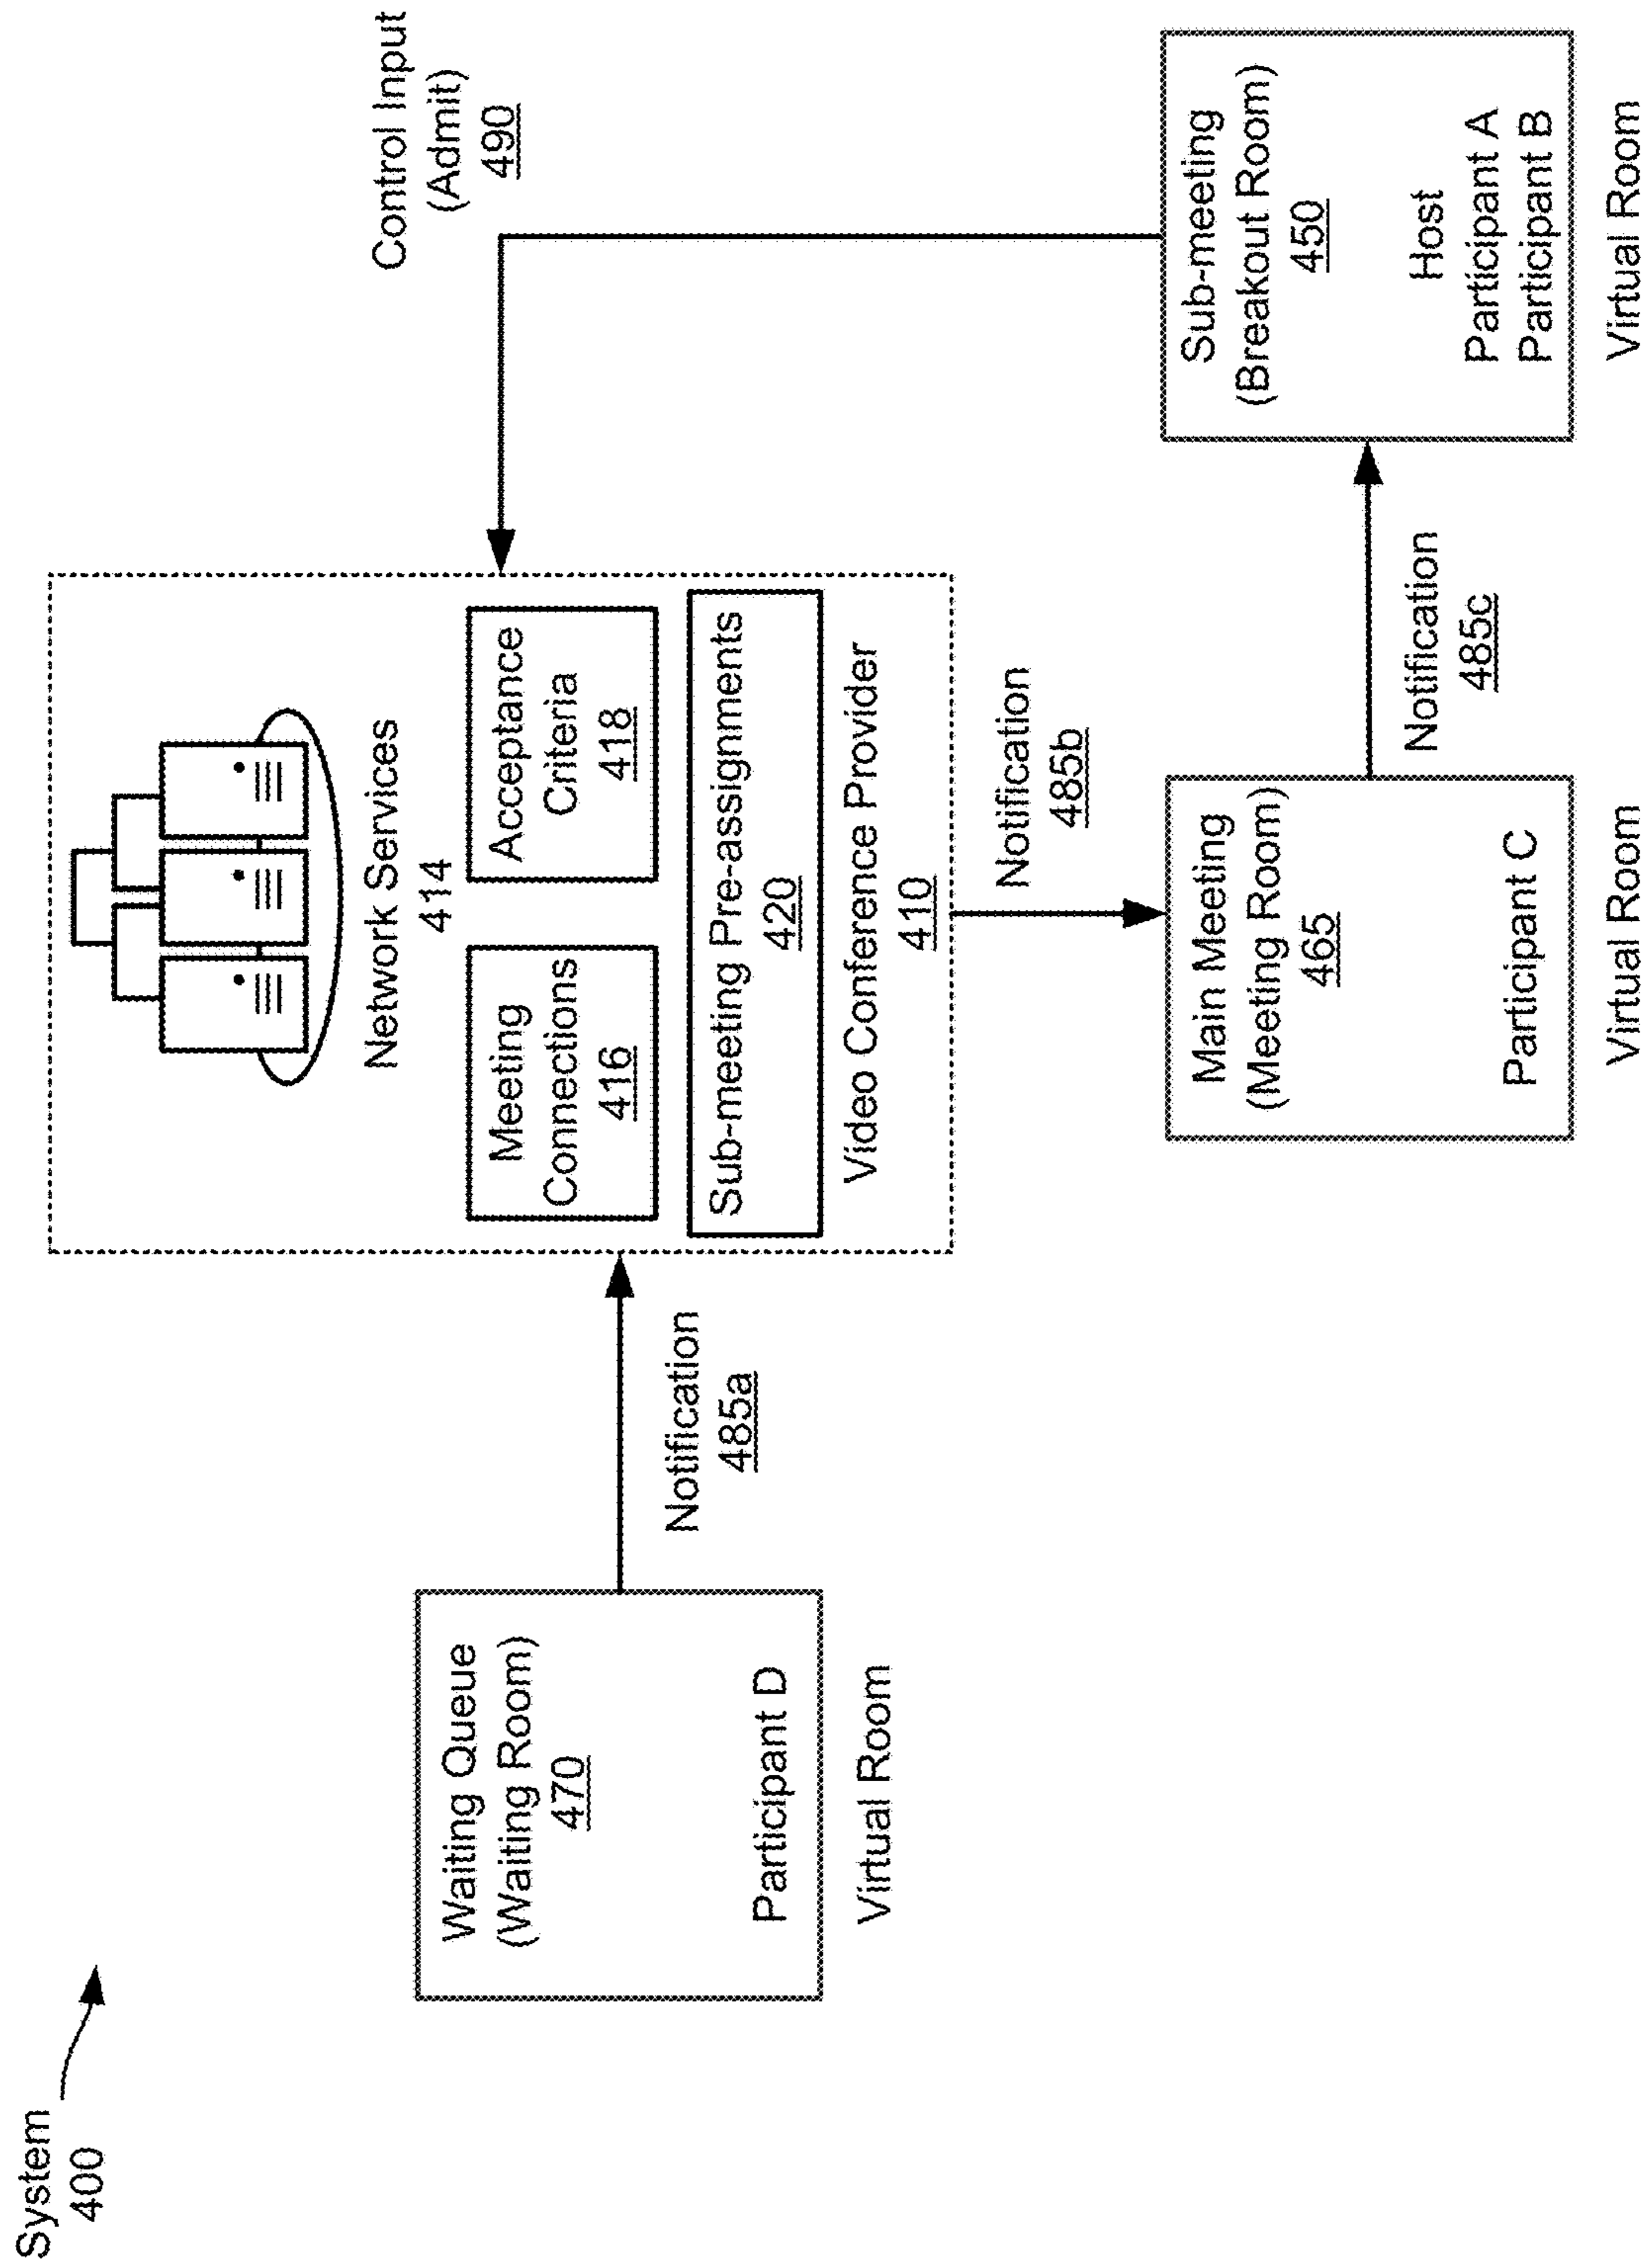 System
400
Network Services
414
Meeting
Connections
416
Acceptance
Criteria
418
Sub-meeting Pre-assignments
420
Video Conference Provider
410
Control Input
(Admit)
490
Waiting Queue
(Waiting Room)
470
Participant D
Virtual Room
Notification
485a
Notification
485b
Main Meeting
(Meeting Room)
465
Participant C
Virtual Room
Notification
485c
Sub-meeting
(Breakout Room)
450
Host
Participant A
Participant B
Virtual Room